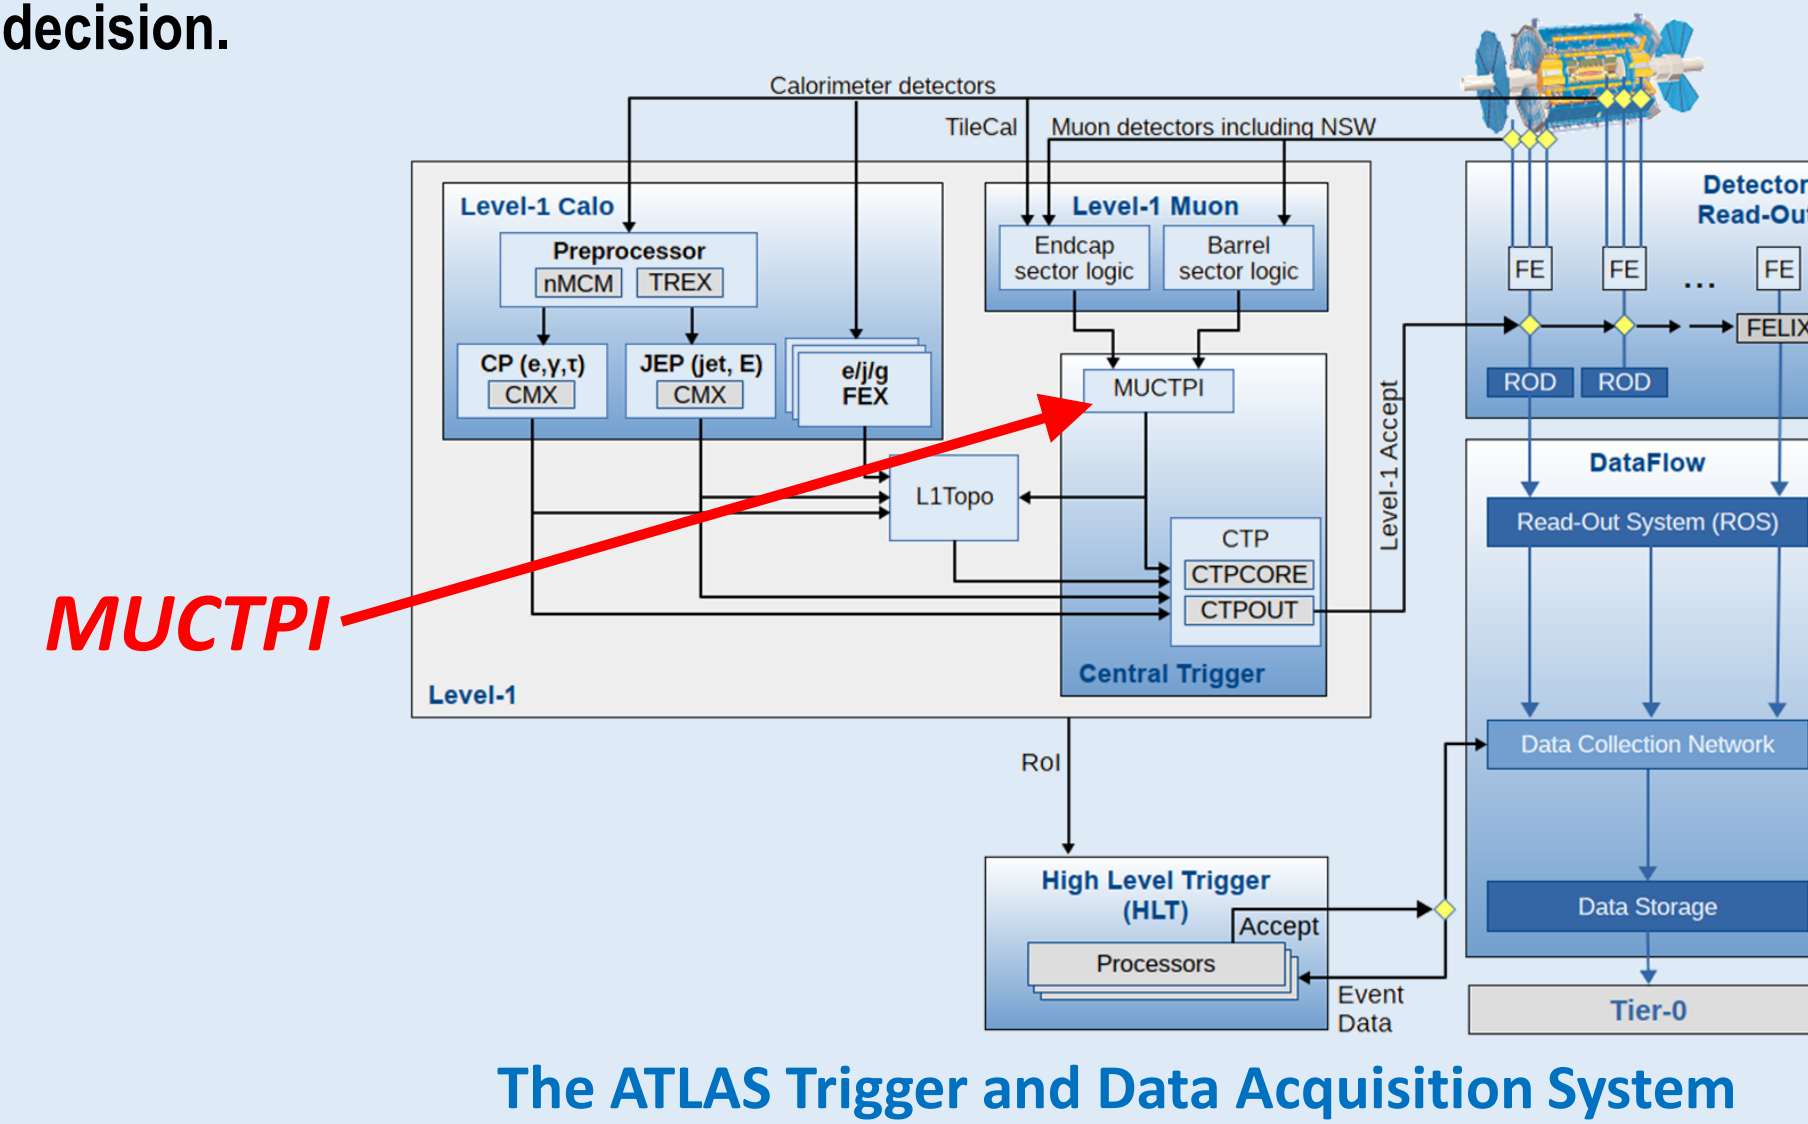 decision.
Calorimeter detectors
TileCal
Muon detectors including NSW
Level-1 Calo
Preprocessor
nMCM
TREX
CP (e,γ,τ)
CMX
JEP (jet, E)
CMX
e/j/g
FEX
Level-1 Muon
Endcap
sector logic
Barrel
sector logic
MUCTPI
L1Topo
CTP
CTPCORE
CTPOUT
Central Trigger
Level-1
MUCTPI
Level-1 Accept
Detector
Read-Out
FE
FE
...
FE
FELIX
ROD
ROD
DataFlow
Read-Out System (ROS)
Data Collection Network
Data Storage
Tier-0
RoI
High Level Trigger
(HLT)
Accept
Processors
Event
Data
The ATLAS Trigger and Data Acquisition System